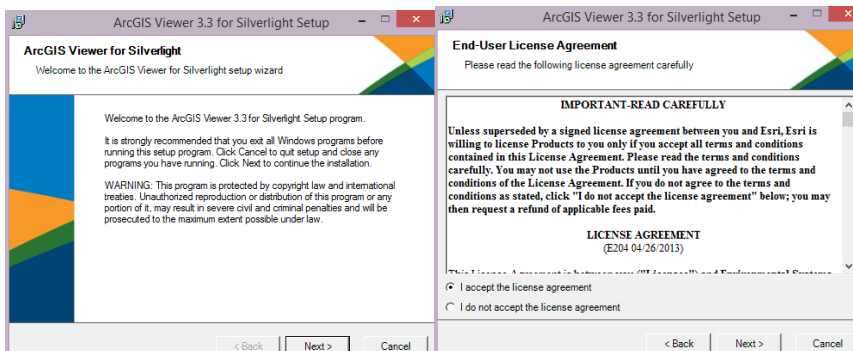 ArcGIS Viewer 3.3 for Silverlight Setup
ArcGIS Viewer for Silverlight
Welcome to the ArcGIS Viewer for Silverlight setup wizard
Welcome to the ArcGIS Viewer 3.3 for Silverlight Setup program.
It is strongly recommended that you exit all Windows programs before
running this setup program. Click Cancel to quit setup and close any
programs you have running. Click Next to continue the installation.
WARNING: This program is protected by copyright law and international
treaties. Unauthorized reproduction or distribution of this program or any
portion of it, may result in severe civil and criminal penalties and will be
prosecuted to the maximum extent possible under law.
< Back
Next >
Cancel
ArcGIS Viewer 3.3 for Silverlight Setup
End-User License Agreement
Please read the following license agreement carefully
IMPORTANT-READ CAREFULLY
Unless superseded by a signed license agreement between you and Esri, Esri is
willing to license Products to you only if you accept all terms and conditions
contained in this License Agreement. Please read the terms and conditions
carefully. You may not use the Products until you have agreed to the terms and
conditions of the License Agreement. If you do not agree to the terms and
conditions as stated, click "I do not accept the license agreement" below; you may
then request a refund of applicable fees paid.
LICENSE AGREEMENT
(E204 04/26/2013)
This License Agreement is between you ("Licensee") and Environmental Systems
I accept the license agreement
I do not accept the license agreement
< Back
Next >
Cancel